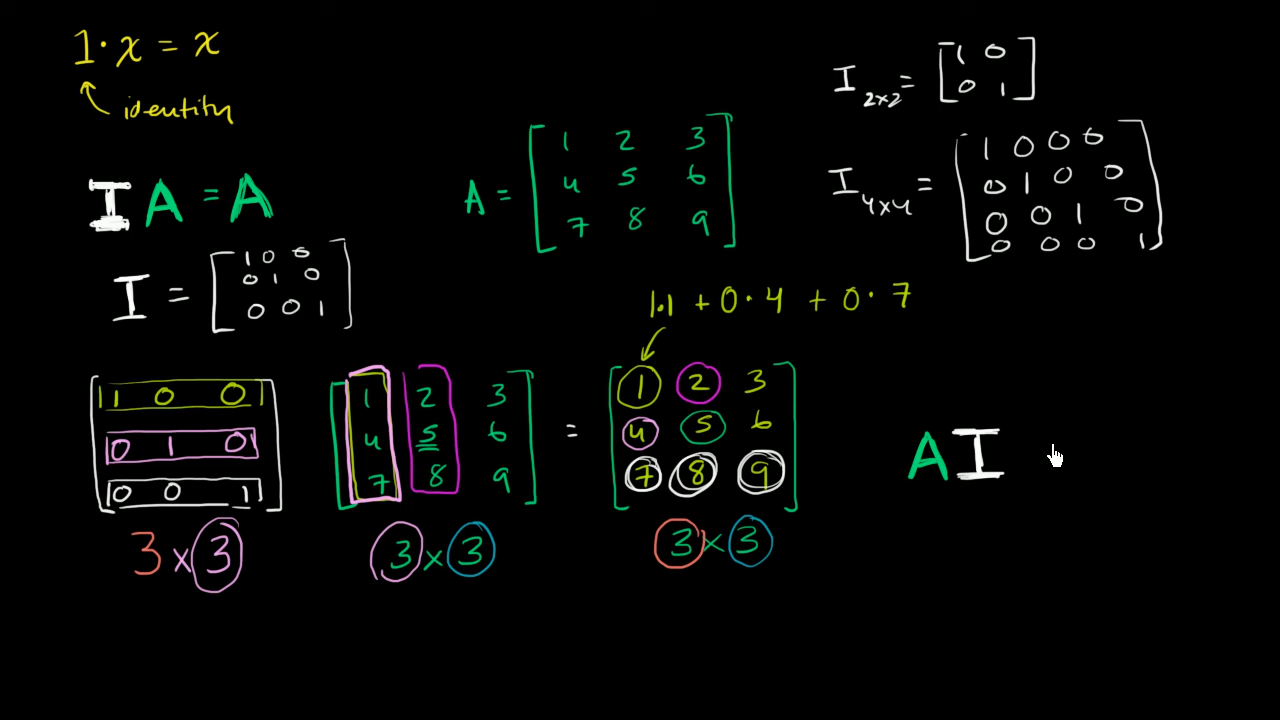 1 · x = x
identity
I A = A
I = [1 0 0
0 1 0
0 0 1]
A = [1 2 3
4 5 6
7 8 9]
I 2×2 = [1 0
0 1]
I 4×4 = [1 0 0 0
0 1 0 0
0 0 1 0
0 0 0 1]
1·1 + 0·4 + 0·7
[1 0 0] [1 2 3] = [1 2 3]
[0 1 0] [4 5 6] [4 5 6]
[0 0 1] [7 8 9] [7 8 9]
3 × 3 3 × 3 3 × 3
A I